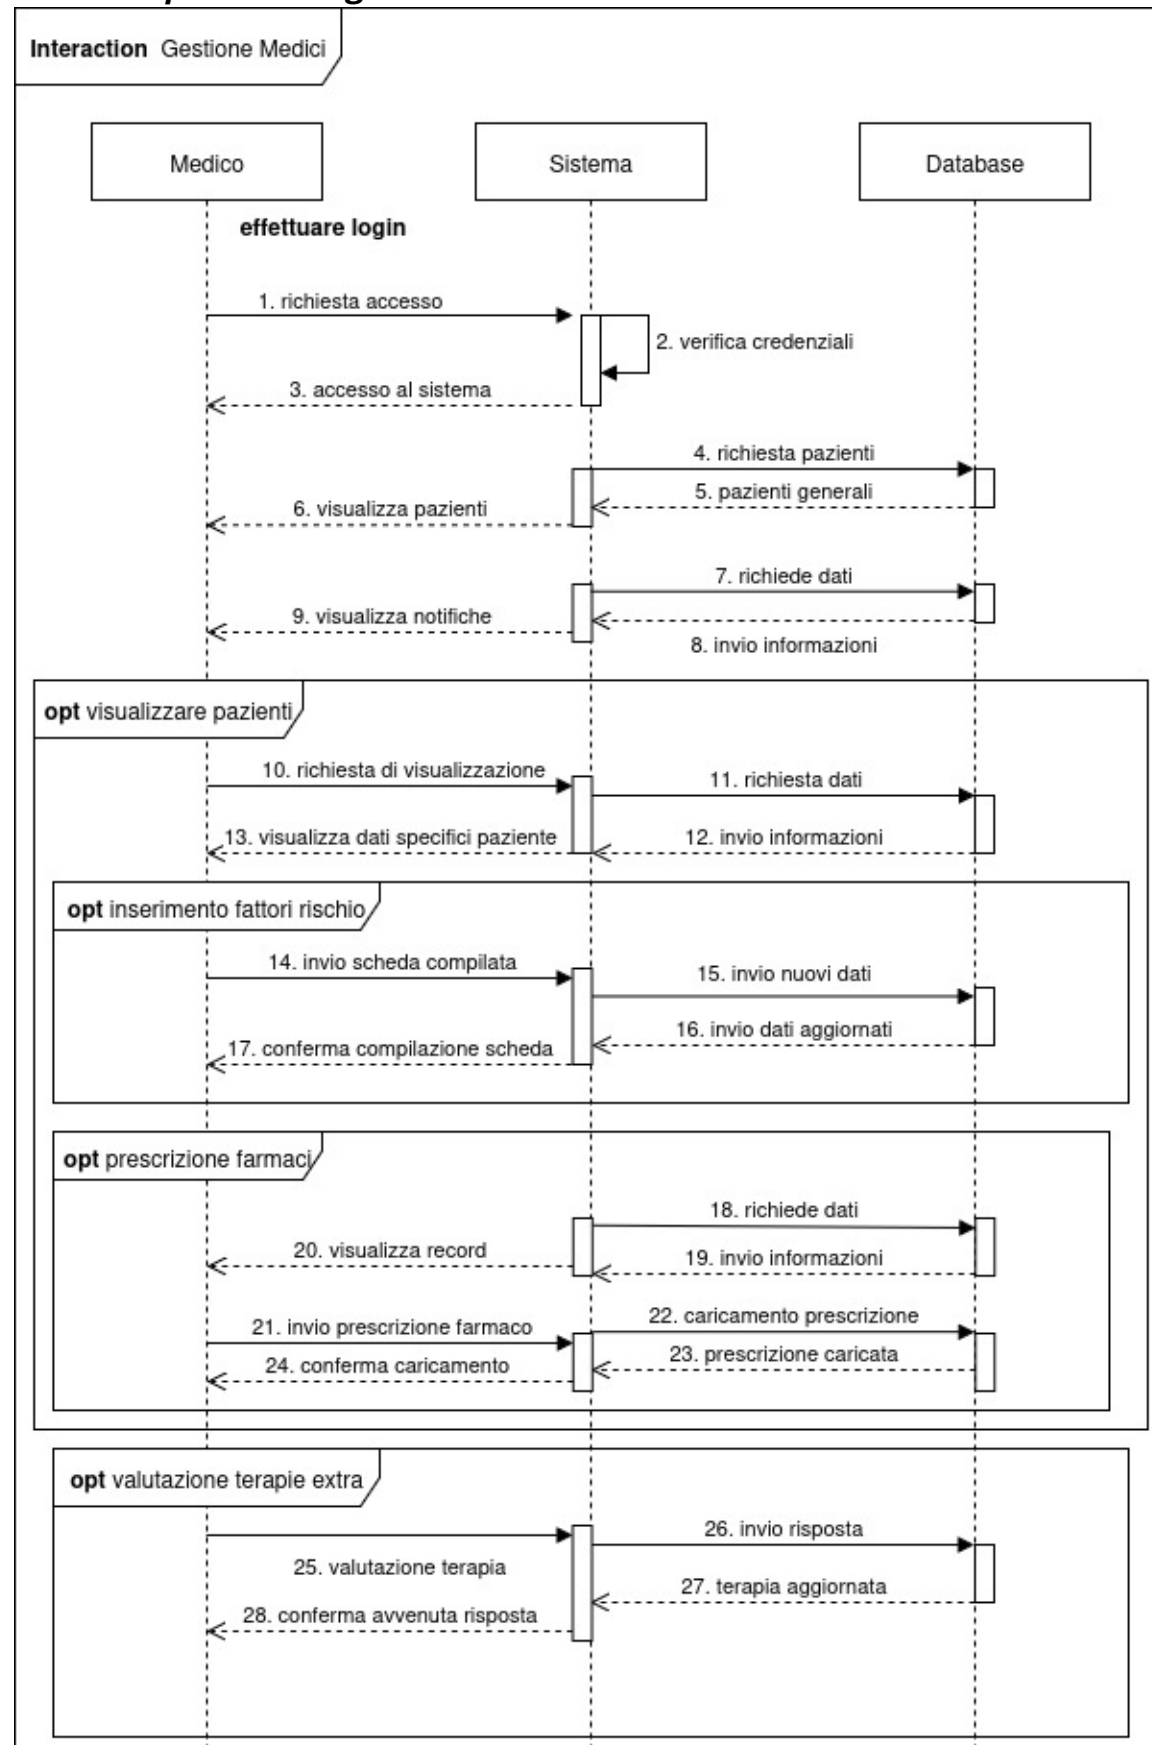 Interaction Gestione Medici
Medico
Sistema
Database
effettuare login
1. richiesta accesso
2. verifica credenziali
3. accesso al sistema
4. richiesta pazienti
5. pazienti generali
6. visualizza pazienti
7. richiede dati
9. visualizza notifiche
8. invio informazioni
opt visualizzare pazienti
10. richiesta di visualizzazione
11. richiesta dati
13. visualizza dati specifici paziente
12. invio informazioni
opt inserimento fattori rischio
14. invio scheda compilata
15. invio nuovi dati
16. invio dati aggiornati
17. conferma compilazione scheda
opt prescrizione farmaci
18. richiede dati
20. visualizza record
19. invio informazioni
21. invio prescrizione farmaco
22. caricamento prescrizione
24. conferma caricamento
23. prescrizione caricata
opt valutazione terapie extra
26. invio risposta
25. valutazione terapia
27. terapia aggiornata
28. conferma avvenuta risposta